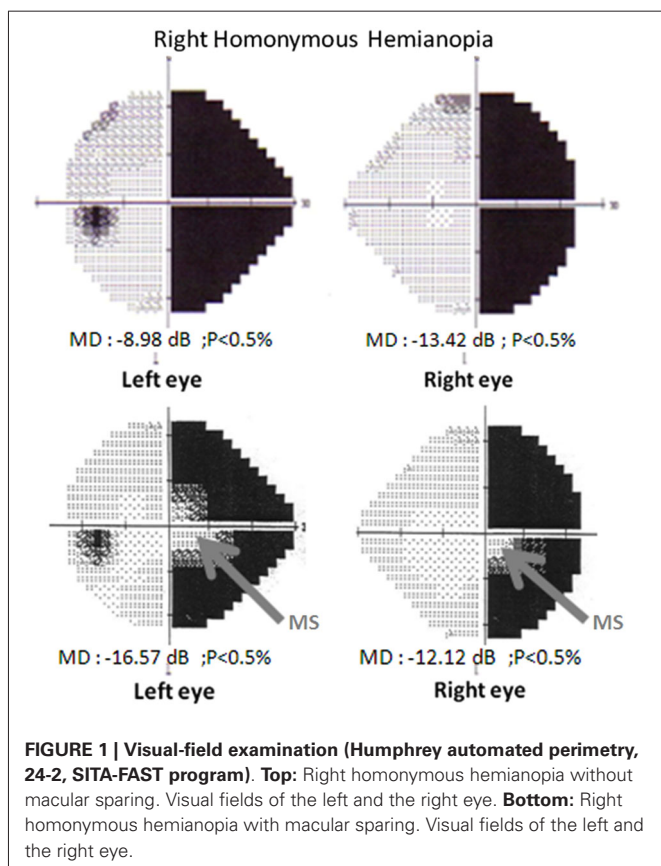 Right Homonymous Hemianopia
30
30
MD : -8.98 dB ;P<0.5%
Left eye
MD : -13.42 dB ; P<0.5%
Right eye
MS
MD : -16.57 dB ;P<0.5%
Left eye
MS
MD : -12.12 dB ;P<0.5%
Right eye
FIGURE 1 | Visual-field examination (Humphrey automated perimetry,
24-2, SITA-FAST program). Top: Right homonymous hemianopia without
macular sparing. Visual fields of the left and the right eye. Bottom: Right
homonymous hemianopia with macular sparing. Visual fields of the left and
the right eye.